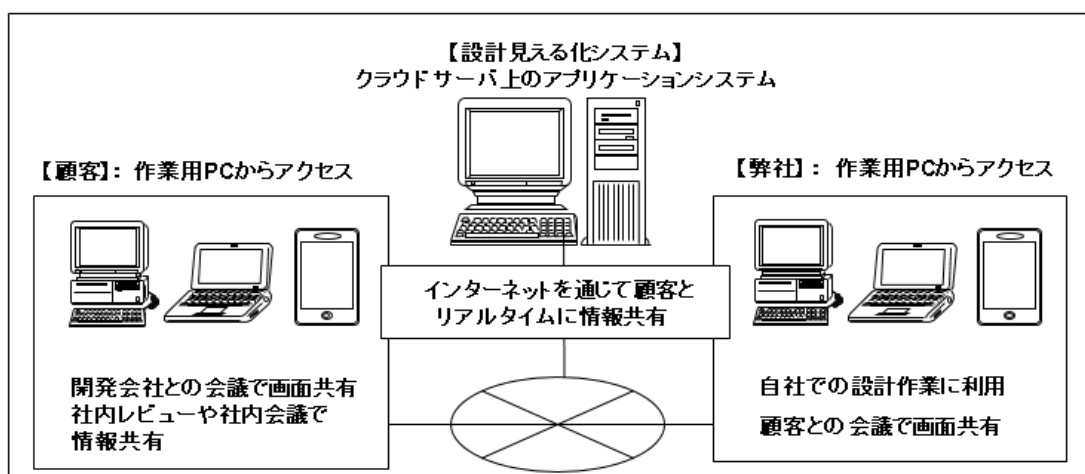 【設計見える化システム】
クラウドサーバ上のアプリケーションシステム
【顧客】：作業用PCからアクセス
【弊社】：作業用PCからアクセス
インターネットを通じて顧客と
リアルタイムに情報共有
開発会社との会議で画面共有
社内レビューや社内会議で
情報共有
自社での設計作業に利用
顧客との会議で画面共有